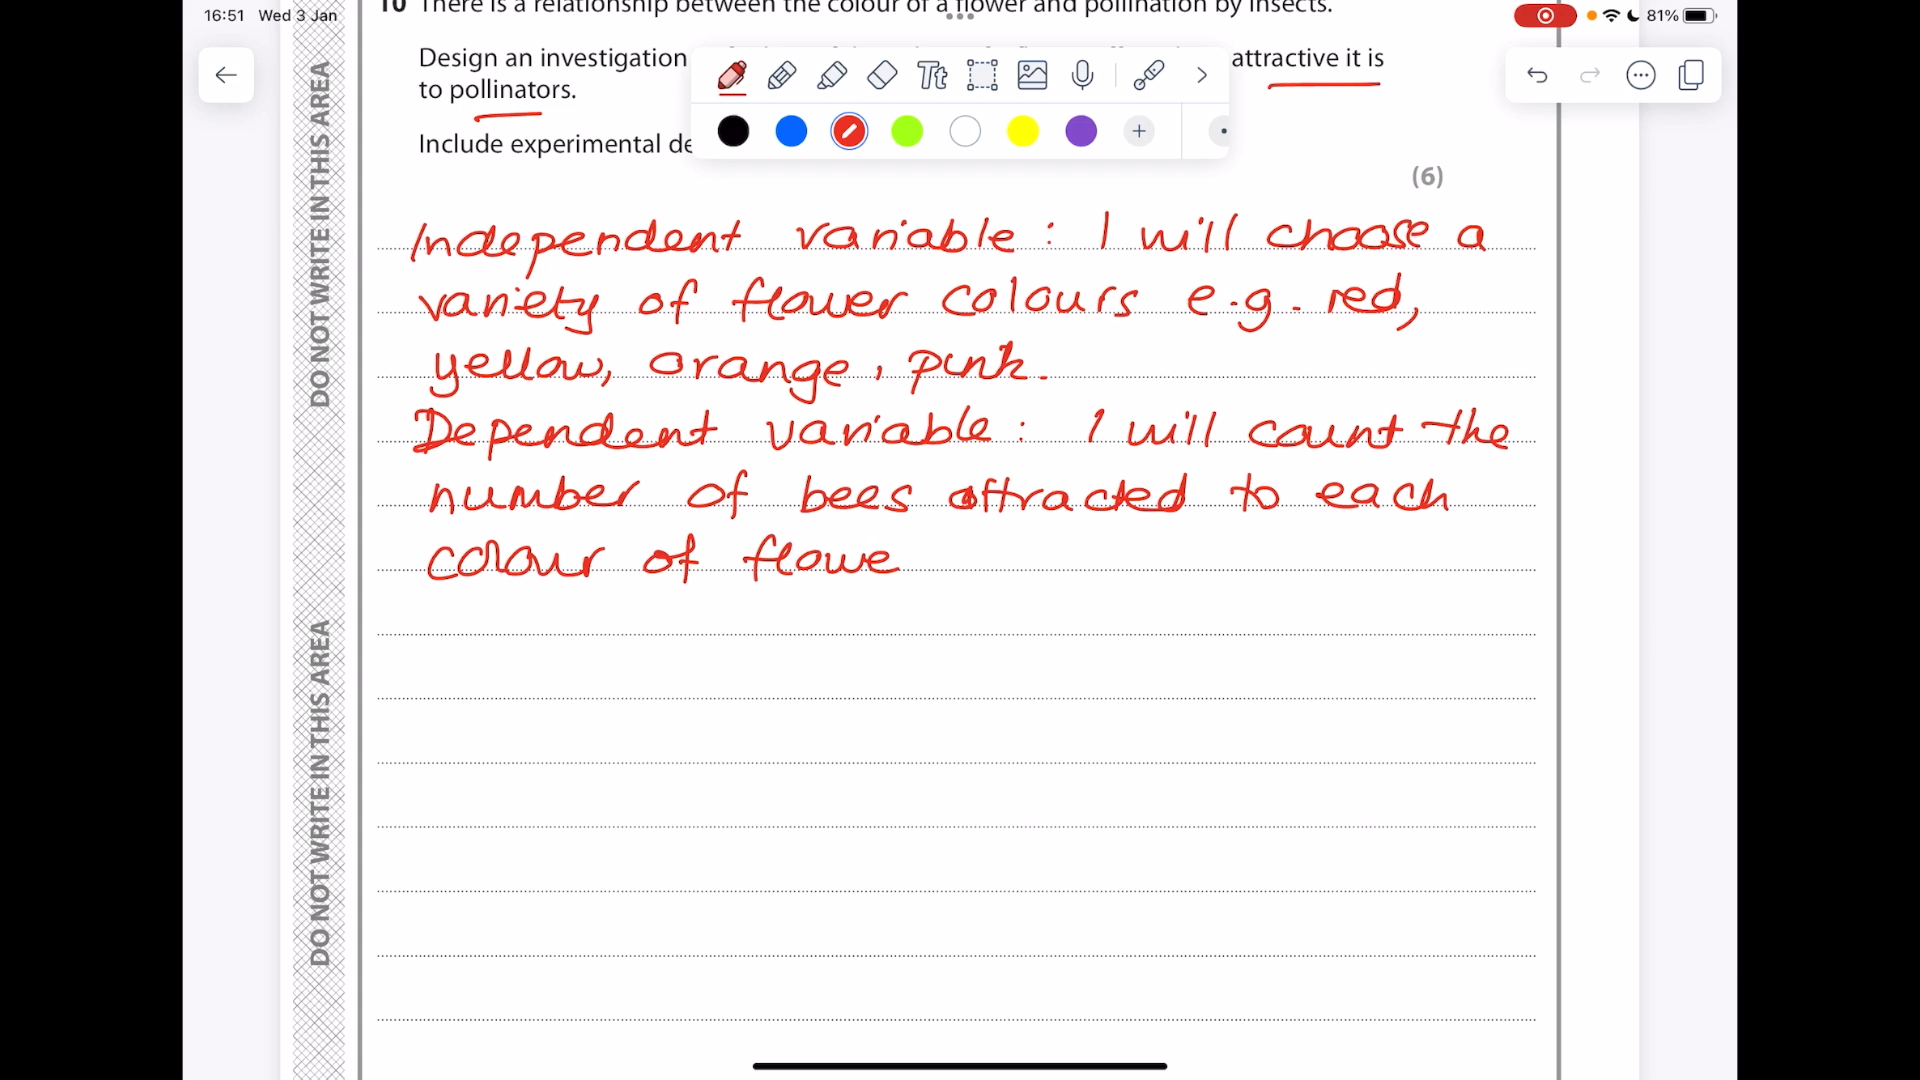 16:51 Wed 3 Jan
81%
10 There is a relationship between the colour of a flower and pollination by insects.
Design an investigation attractive it is
to pollinators.
Tt
Include experimental de
(6)
Independent variable : I will choose a
variety of flower colours e.g. red,
yellow, orange, pink.
Dependent variable : I will count the
number of bees attracted to each
colour of flowe
DO NOT WRITE IN THIS AREA
DO NOT WRITE IN THIS AREA